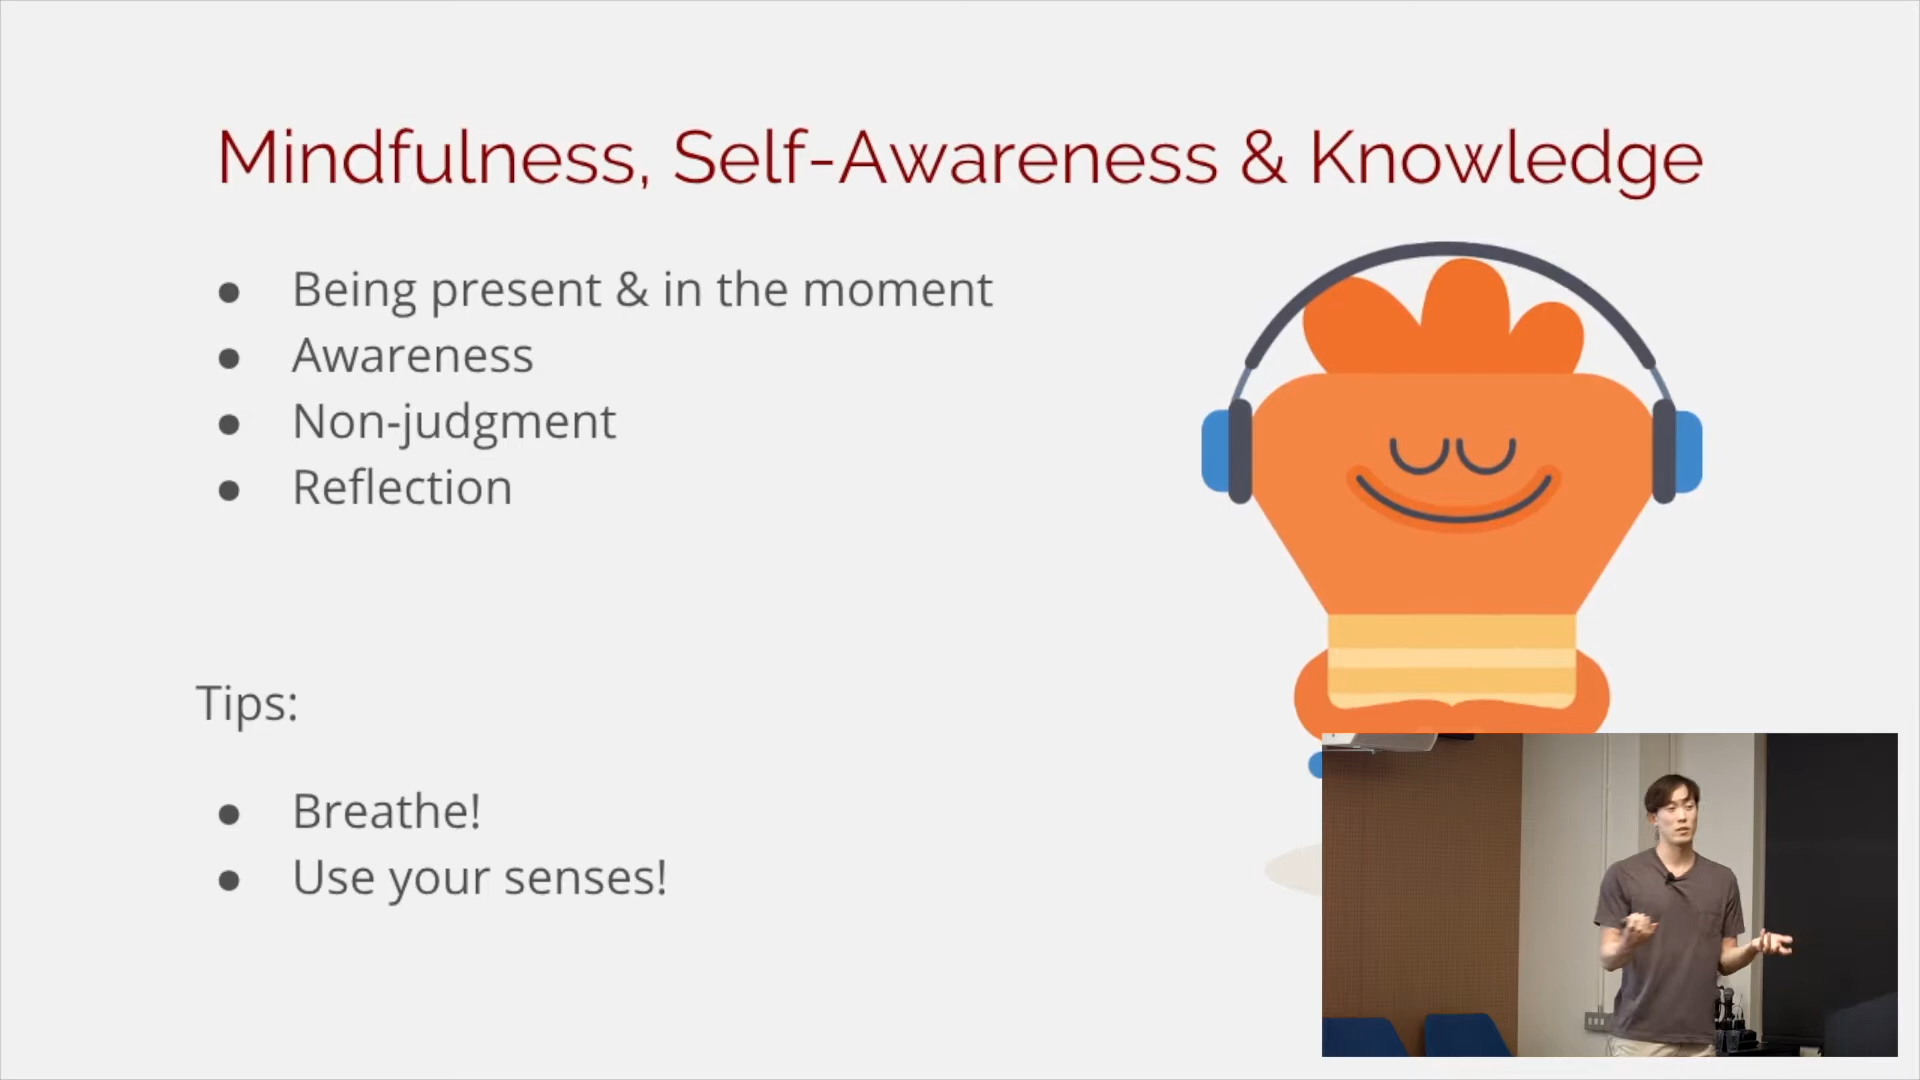 Mindfulness, Self-Awareness & Knowledge
● Being present & in the moment
● Awareness
● Non-judgment
● Reflection
Tips:
● Breathe!
● Use your senses!